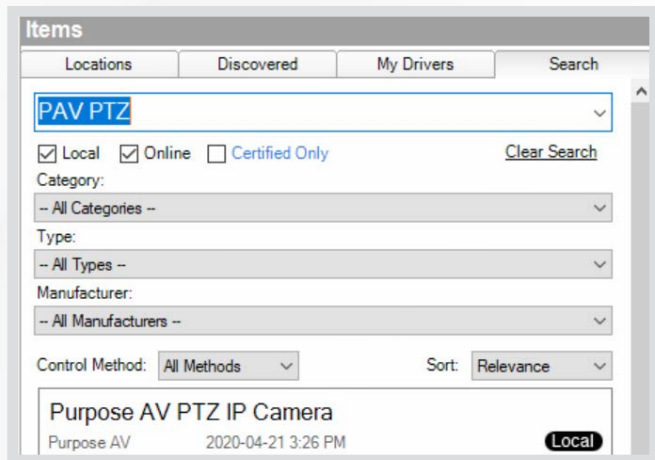 Items
Locations Discovered My Drivers Search
PAV PTZ
Local Online Certified Only Clear Search
Category:
-- All Categories --
Type:
-- All Types --
Manufacturer:
-- All Manufacturers --
Control Method: All Methods Sort: Relevance
Purpose AV PTZ IP Camera
Purpose AV 2020-04-21 3:26 PM Local